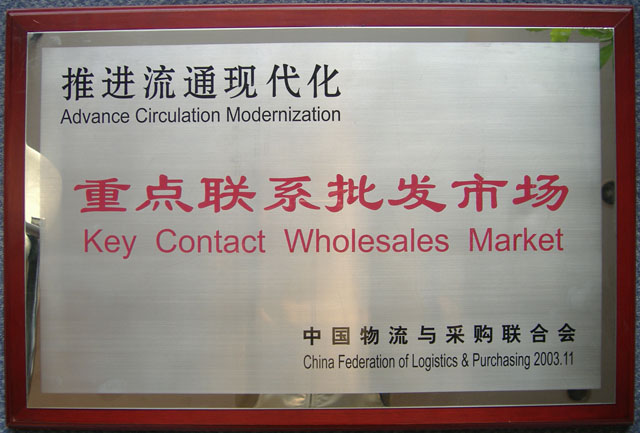 推进流通现代化
Advance Circulation Modernization
重点联系批发市场
Key Contact Wholesales Market
中国物流与采购联合会
China Federation of Logistics & Purchasing 2003.11